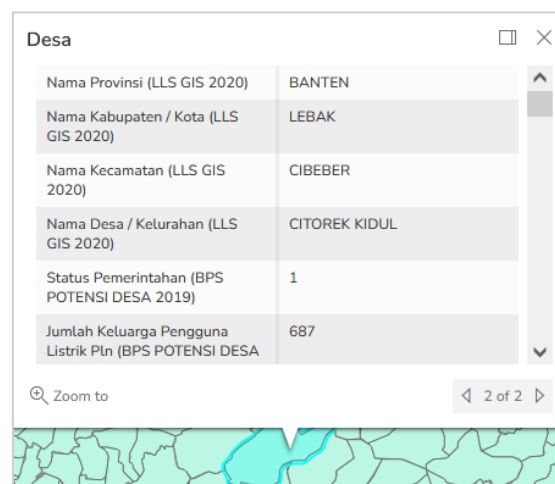 Desa
Nama Provinsi (LLS GIS 2020) BANTEN
Nama Kabupaten / Kota (LLS LEBAK
GIS 2020)
Nama Kecamatan (LLS GIS CIBEBER
2020)
Nama Desa / Kelurahan (LLS CITOREK KIDUL
GIS 2020)
Status Pemerintahan (BPS 1
POTENSI DESA 2019)
Jumlah Keluarga Pengguna 687
Listrik Pln (BPS POTENSI DESA
Zoom to 2 of 2